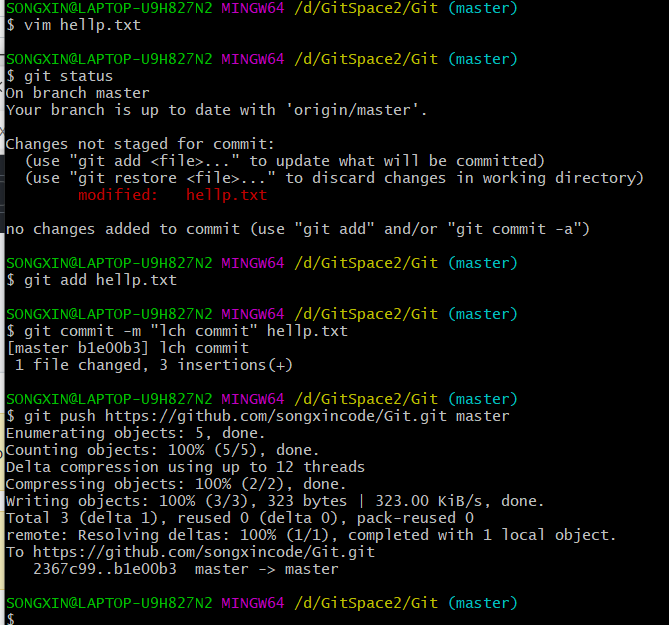 SONGXIN@LAPTOP-U9H827N2 MINGW64 /d/GitSpace2/Git (master)
$ vim hellp.txt
SONGXIN@LAPTOP-U9H827N2 MINGW64 /d/GitSpace2/Git (master)
$ git status
On branch master
Your branch is up to date with 'origin/master'.
Changes not staged for commit:
  (use "git add <file>..." to update what will be committed)
  (use "git restore <file>..." to discard changes in working directory)
        modified:   hellp.txt
no changes added to commit (use "git add" and/or "git commit -a")
SONGXIN@LAPTOP-U9H827N2 MINGW64 /d/GitSpace2/Git (master)
$ git add hellp.txt
SONGXIN@LAPTOP-U9H827N2 MINGW64 /d/GitSpace2/Git (master)
$ git commit -m "lch commit" hellp.txt
[master b1e00b3] lch commit
 1 file changed, 3 insertions(+)
SONGXIN@LAPTOP-U9H827N2 MINGW64 /d/GitSpace2/Git (master)
$ git push https://github.com/songxincode/Git.git master
Enumerating objects: 5, done.
Counting objects: 100% (5/5), done.
Delta compression using up to 12 threads
Compressing objects: 100% (2/2), done.
Writing objects: 100% (3/3), 323 bytes | 323.00 KiB/s, done.
Total 3 (delta 1), reused 0 (delta 0), pack-reused 0
remote: Resolving deltas: 100% (1/1), completed with 1 local object.
To https://github.com/songxincode/Git.git
   2367c99..b1e00b3  master -> master
SONGXIN@LAPTOP-U9H827N2 MINGW64 /d/GitSpace2/Git (master)
$